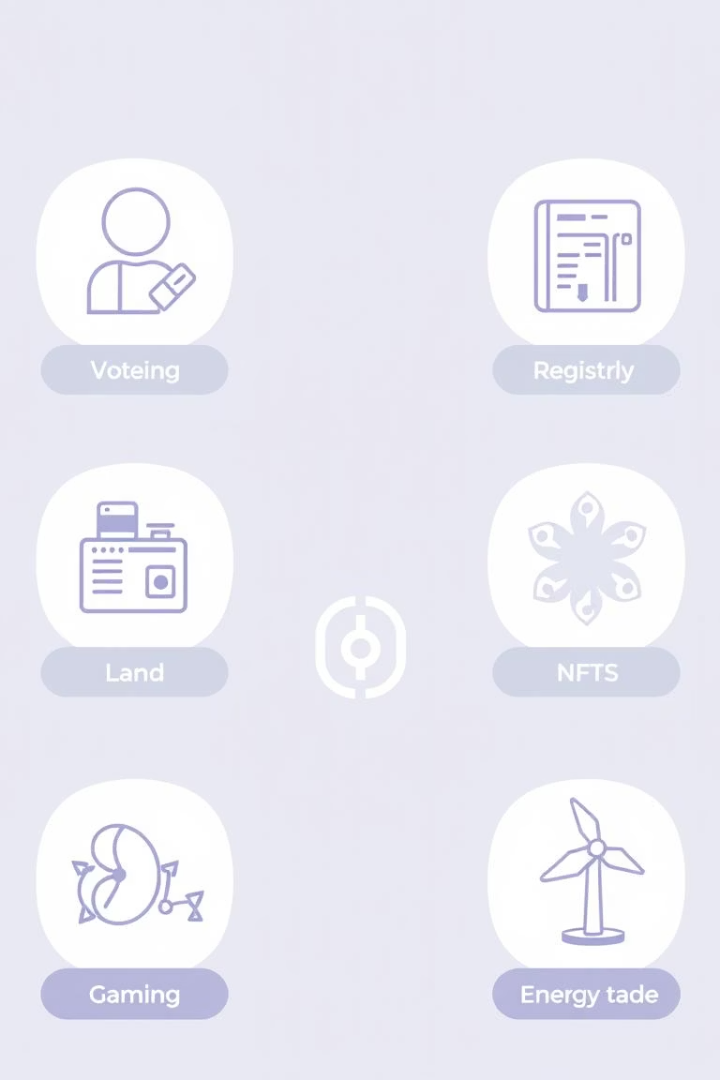 Voteing
Registrly
Land
NFTS
Gaming
Energy tade